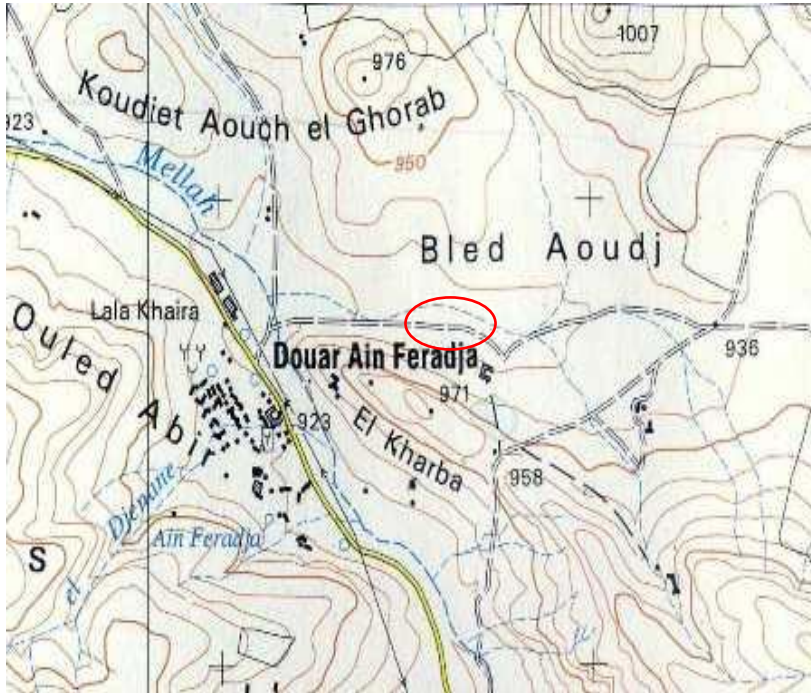 1007
976
Koudiet Aouch el Ghorab
923
Mellah
950
Bled Aoudj
Lala Khaira
Ouled Abir
Douar Ain Feradja
936
971
923
El Kharba
958
el Djenane
Ain Feradja
S